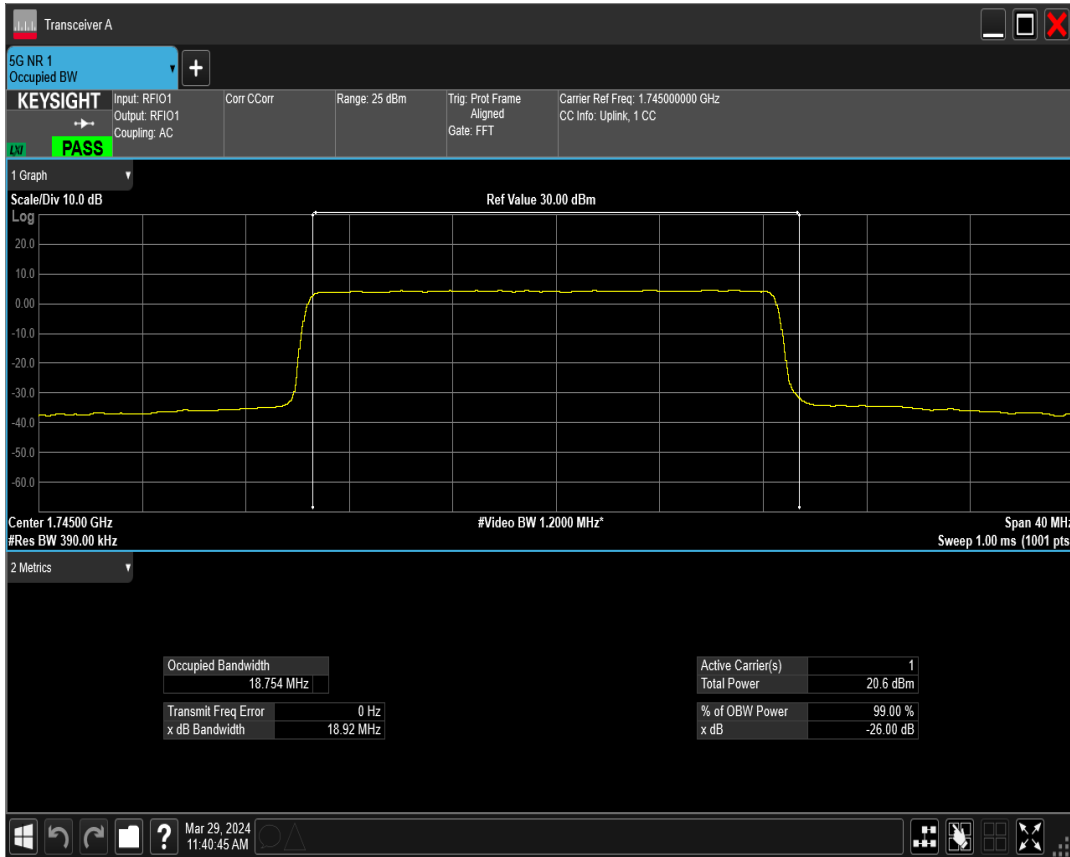 Transceiver A
5G NR 1
Occupied BW
+
KEYSIGHT
LXI
PASS
Input: RFIO1
Output: RFIO1
Coupling: AC
Corr CCorr
Range: 25 dBm
Trig: Prot Frame
Aligned
Gate: FFT
Carrier Ref Freq: 1.745000000 GHz
CC Info: Uplink, 1 CC
1 Graph
Scale/Div 10.0 dB
Ref Value 30.00 dBm
Log
20.0
10.0
0.00
-10.0
-20.0
-30.0
-40.0
-50.0
-60.0
Center 1.74500 GHz
#Video BW 1.2000 MHz*
Span 40 MHz
#Res BW 390.00 kHz
Sweep 1.00 ms (1001 pts
2 Metrics
Occupied Bandwidth
18.754 MHz
Transmit Freq Error 0 Hz
x dB Bandwidth 18.92 MHz
Active Carrier(s) 1
Total Power 20.6 dBm
% of OBW Power 99.00 %
x dB -26.00 dB
?
Mar 29, 2024
11:40:45 AM